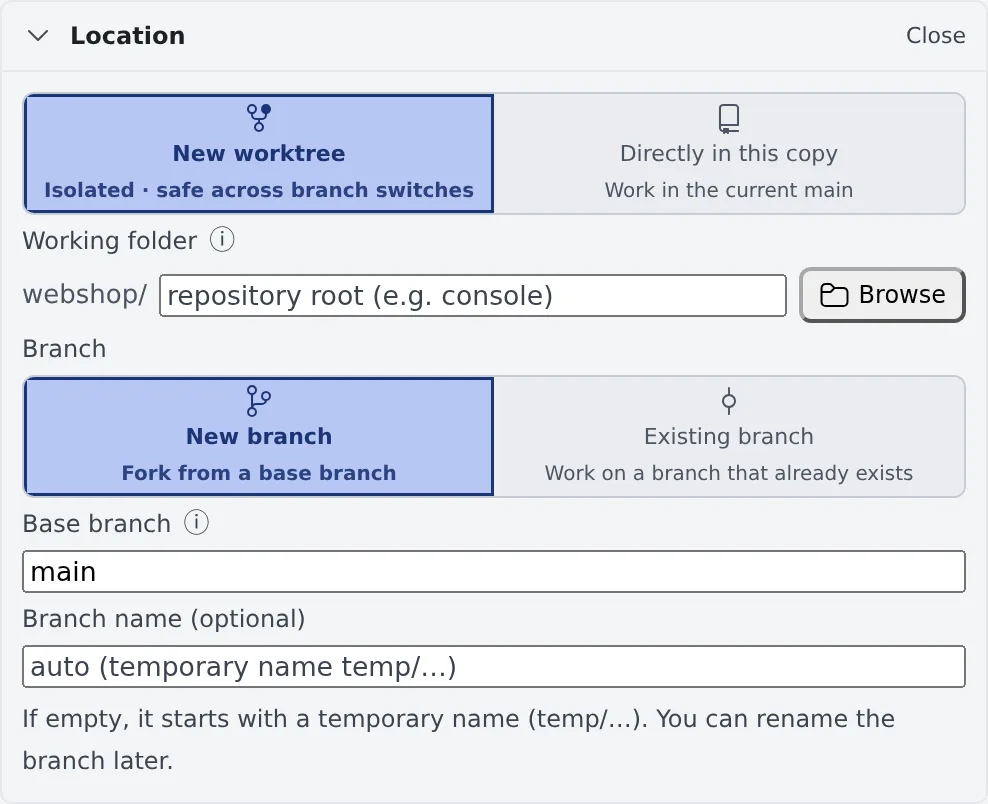 Location
Close
New worktree
Isolated · safe across branch switches
Directly in this copy
Work in the current main
Working folder
webshop/
repository root (e.g. console)
Browse
Branch
New branch
Fork from a base branch
Existing branch
Work on a branch that already exists
Base branch
main
Branch name (optional)
auto (temporary name temp/…)
If empty, it starts with a temporary name (temp/…). You can rename the
branch later.